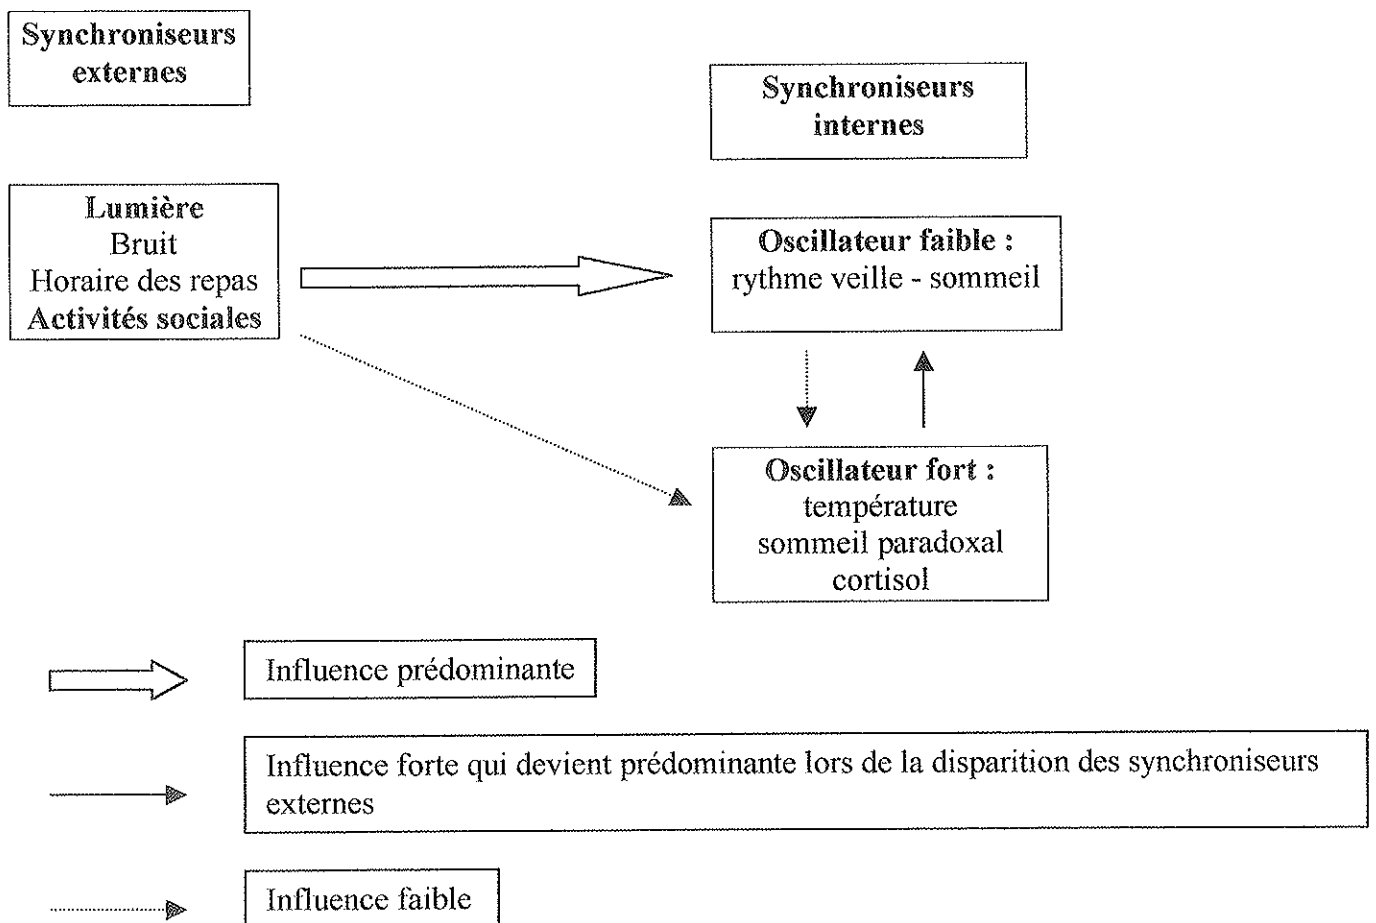 Synchroniseurs
externes
Synchroniseurs
internes
Lumière
Bruit
Horaire des repas
Activités sociales
Oscillateur faible :
rythme veille - sommeil
Oscillateur fort :
température
sommeil paradoxal
cortisol
Influence prédominante
Influence forte qui devient prédominante lors de la disparition des synchroniseurs
externes
Influence faible